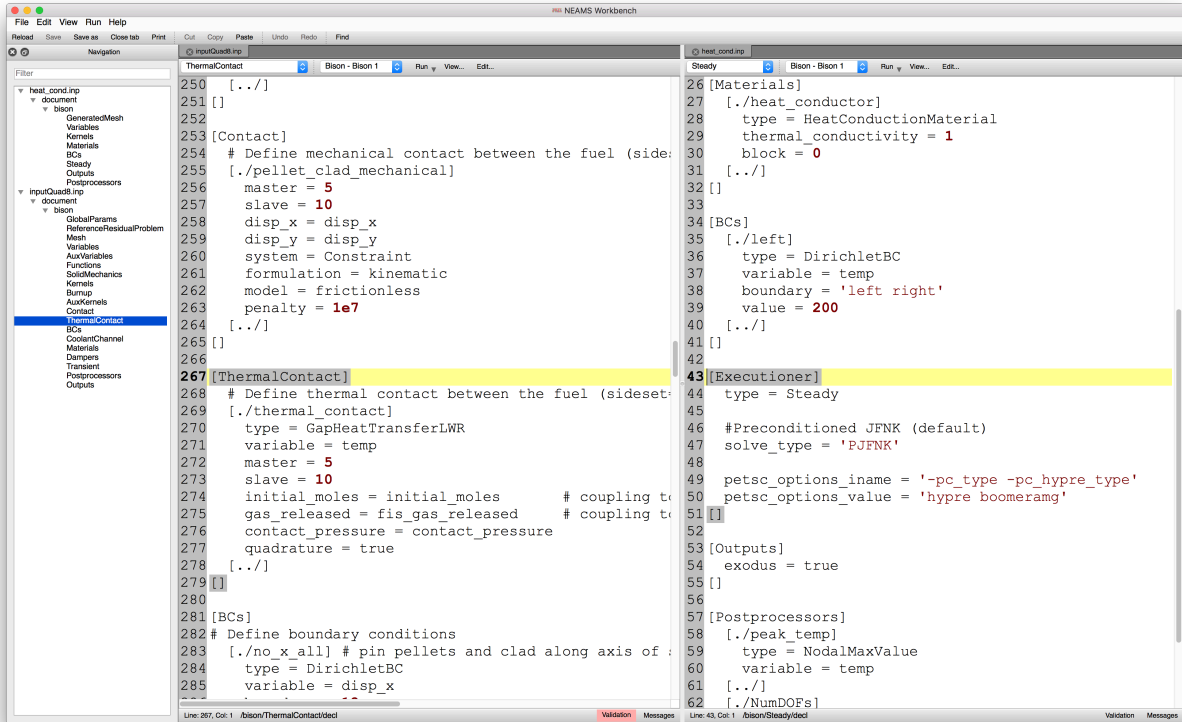 NEAMS Workbench
File Edit View Run Help
Reload Save Save as Close tab Print Cut Copy Paste Undo Redo Find
Navigation
Filter
heat_cond.inp
document
bison
GeneratedMesh
Variables
Kernels
Materials
BCs
Steady
Outputs
Postprocessors
inputQuad8.inp
document
bison
GlobalParams
ReferenceResidualProblem
Mesh
Variables
AuxVariables
Functions
SolidMechanics
Kernels
Burnup
AuxKernels
Contact
ThermalContact
BCs
CoolantChannel
Materials
Dampers
Transient
Postprocessors
Outputs
inputQuad8.inp
ThermalContact Bison - Bison 1 Run View... Edit...
250 [../]
251 []
252
253 [Contact]
254 # Define mechanical contact between the fuel
255 [./pellet_clad_mechanical]
256 master = 5
257 slave = 10
258 disp_x = disp_x
259 disp_y = disp_y
260 system = Constraint
261 formulation = kinematic
262 model = frictionless
263 penalty = 1e7
264 [../]
265 []
266
267 [ThermalContact]
268 # Define thermal contact between the fuel (sideset=
269 [./thermal_contact]
270 type = GapHeatTransferLWR
271 variable = temp
272 master = 5
273 slave = 10
274 initial_moles = initial_moles # coupling
275 gas_released = fis_gas_released # coupling
276 contact_pressure = contact_pressure
277 quadrature = true
278 [../]
279 []
280
281 [BCs]
282 # Define boundary conditions
283 [./no_x_all] # pin pellets and clad along axis of
284 type = DirichletBC
285 variable = disp_x
Line: 267, Col: 1 /bison/ThermalContact/decl Validation Messages
heat_cond.inp
Steady Bison - Bison 1 Run View... Edit...
26 [Materials]
27 [./heat_conductor]
28 type = HeatConductionMaterial
29 thermal_conductivity = 1
30 block = 0
31 [../]
32 []
33
34 [BCs]
35 [./left]
36 type = DirichletBC
37 variable = temp
38 boundary = 'left right'
39 value = 200
40 [../]
41 []
42
43 [Executioner]
44 type = Steady
45
46 #Preconditioned JFNK (default)
47 solve_type = 'PJFNK'
48
49 petsc_options_iname = '-pc_type -pc_hypre_type'
50 petsc_options_value = 'hypre boomeramg'
51 []
52
53 [Outputs]
54 exodus = true
55 []
56
57 [Postprocessors]
58 [./peak_temp]
59 type = NodalMaxValue
60 variable = temp
61 [../]
62 [./NumDOFs]
Line: 43, Col: 1 /bison/Steady/decl Validation Messages